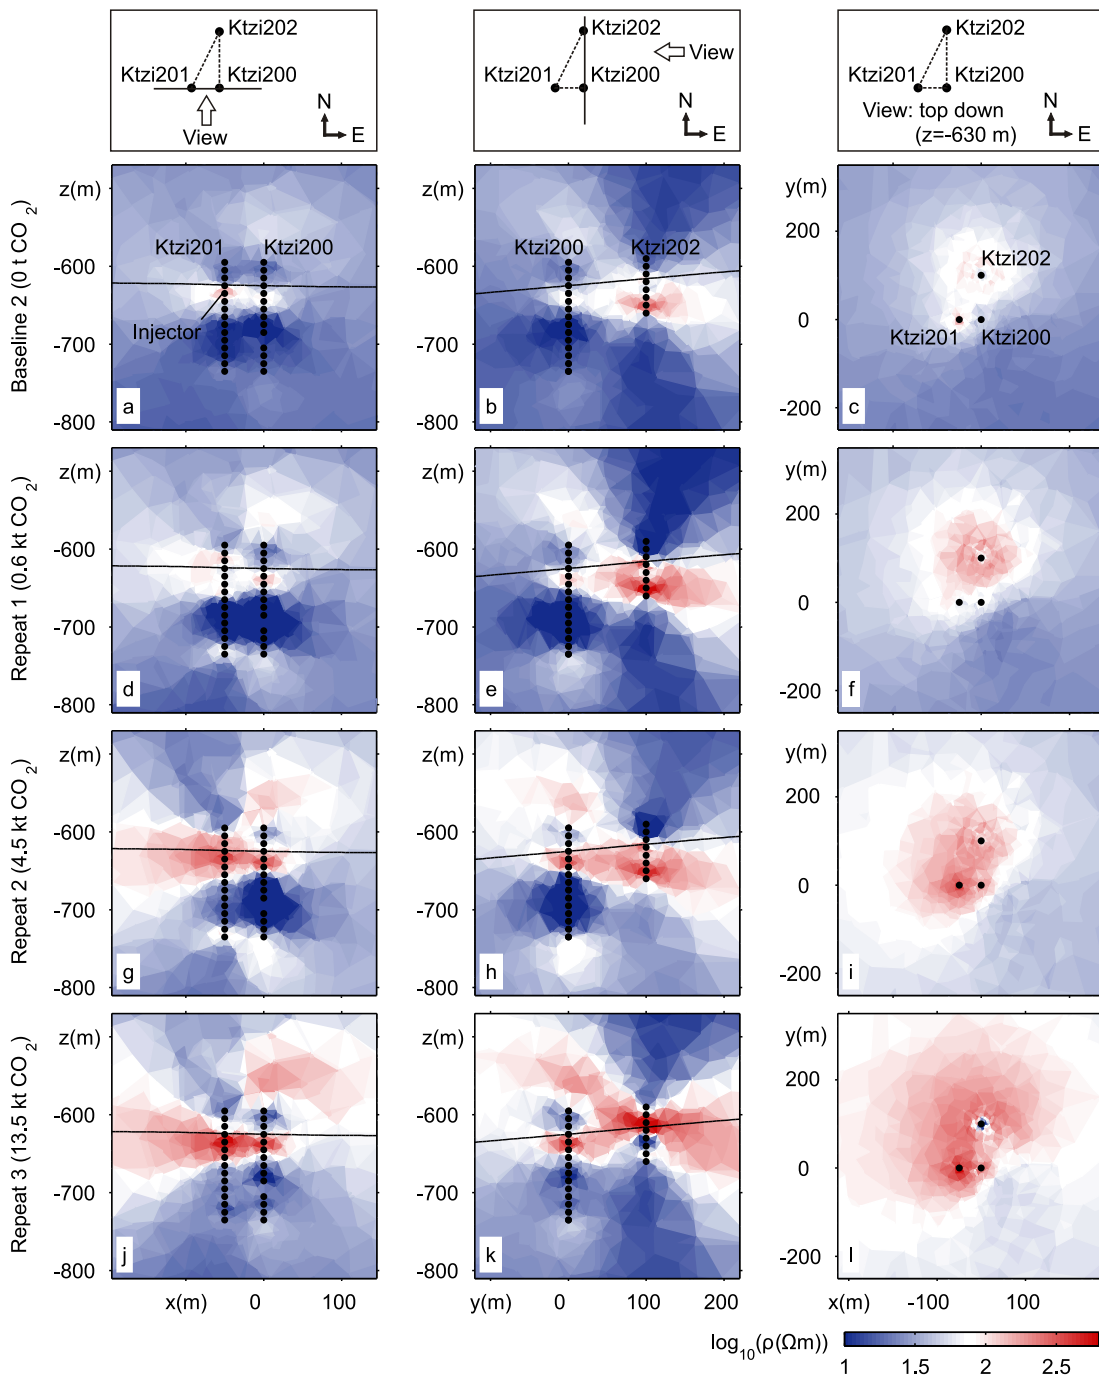 Ktzi202
Ktzi201 Ktzi200
View
N
E
Ktzi202
View
Ktzi201 Ktzi200
N
E
Ktzi202
Ktzi201 Ktzi200
View: top down
(z=-630 m)
N
E
Baseline 2 (0 t CO2)
z(m)
-600
-700
-800
Ktzi201 Ktzi200
Injector
a
z(m)
-600
-700
-800
Ktzi200 Ktzi202
b
y(m)
200
0
-200
Ktzi202
Ktzi201 Ktzi200
c
Repeat 1 (0.6 kt CO2)
z(m)
-600
-700
-800
d
z(m)
-600
-700
-800
e
y(m)
200
0
-200
f
Repeat 2 (4.5 kt CO2)
z(m)
-600
-700
-800
g
z(m)
-600
-700
-800
h
y(m)
200
0
-200
i
Repeat 3 (13.5 kt CO2)
z(m)
-600
-700
-800
j
z(m)
-600
-700
-800
k
y(m)
200
0
-200
l
x(m) 0 100
y(m) 0 100 200
x(m) -100 100
log10(ρ(Ωm))
1 1.5 2 2.5